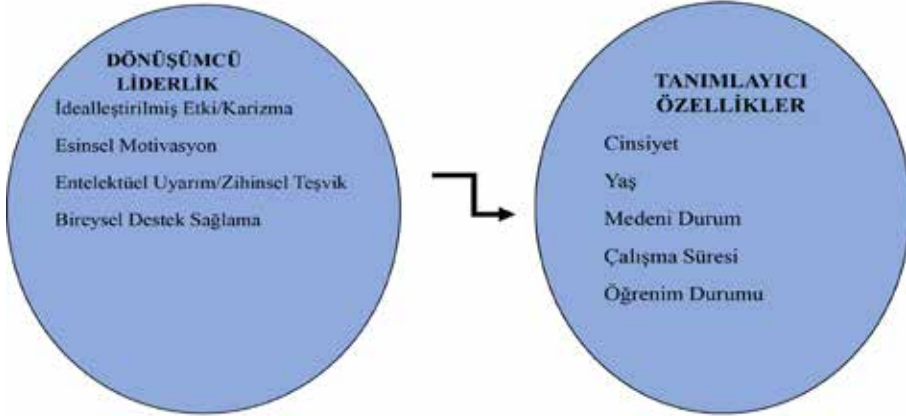 DÖNÜŞÜMCÜ
LİDERLİK
İdealleştirilmiş Etki/Karizma
Esinsel Motivasyon
Entelektüel Uyarım/Zihinsel Teşvik
Bireysel Destek Sağlama
TANIMLAYICI
ÖZELLİKLER
Cinsiyet
Yaş
Medeni Durum
Çalışma Süresi
Öğrenim Durumu